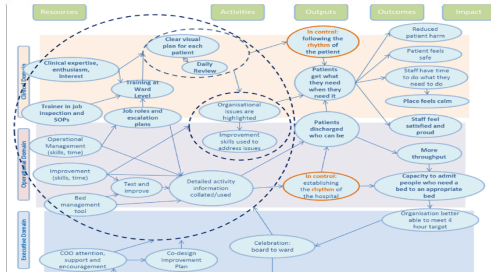 Resources
Activities
Outputs
Outcomes
Impact
Clear visual
plan for each
patient
Daily
Review
In control:
following the
rhythm of
the patient
Reduced
patient harm
Patient feels
safe
Clinical expertise,
enthusiasm,
interest
Training at
Ward
Level
Patients
get what
they need
when they
need it
Staff have time
to do what they
need to do
Place feels calm
Trainer in job
inspection and
SOPs
Job roles and
escalation
plans
Organisational
issues are
highlighted
Staff feel
satisfied and
proud
Operational
Management (skills,
time)
Improvement
skills used to
address issues
Patients
discharged
who can be
More
throughput
Operational Domain
Improvement
(skills, time)
Test and
improve
Detailed activity
information
collated/used
In control:
establishing
the rhythm of
the hospital
Capacity to admit
people who need a
bed to an appropriate
bed
Bed
management
tool
Organisation better
able to meet 4
hour target
Executive Domain
COO attention,
support and
encouragement
Co-design
Improvement
Plan
Celebration:
board to ward